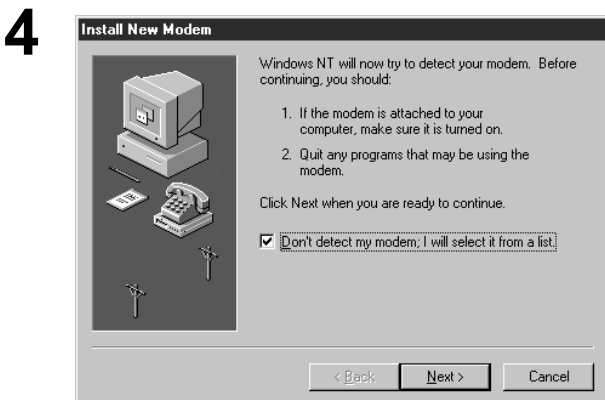 4
Install New Modem
Windows NT will now try to detect your modem. Before
continuing, you should:
1. If the modem is attached to your
computer, make sure it is turned on.
2. Quit any programs that may be using the
modem.
Click Next when you are ready to continue.
Don't detect my modem; I will select it from a list.
< Back
Next >
Cancel